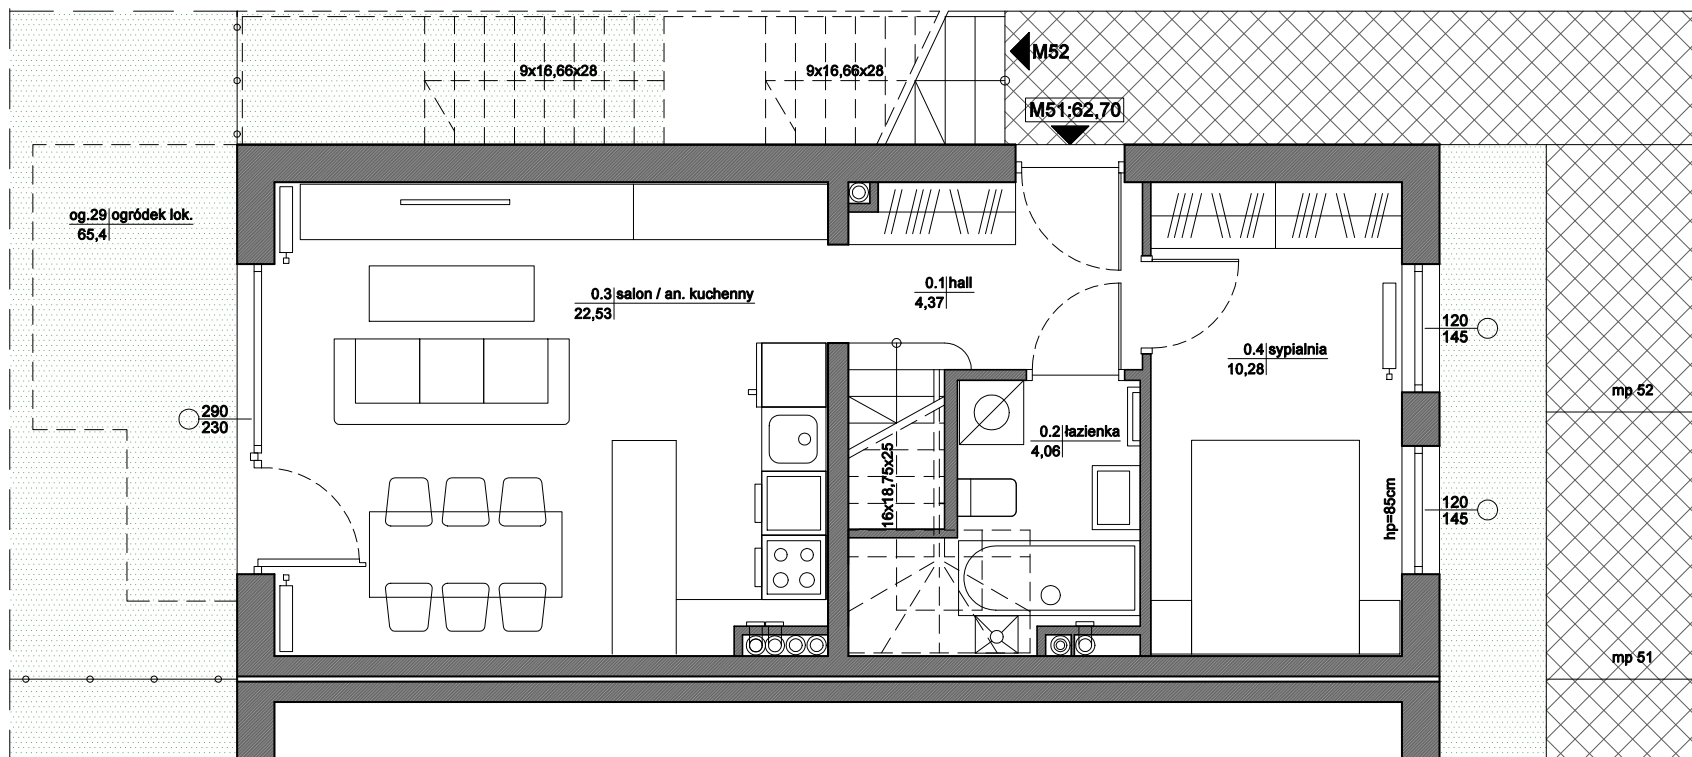 9x16,66x28
9x16,66x28
M52
M51:62,70
og.29 ogródek lok.
65,4
0.3 salon / an. kuchenny
22,53
0.1 hall
4,37
0.4 sypialnia
10,28
120
145
290
230
0.2 łazienka
4,06
16x18,75x25
hp=85cm
120
145
mp 52
mp 51